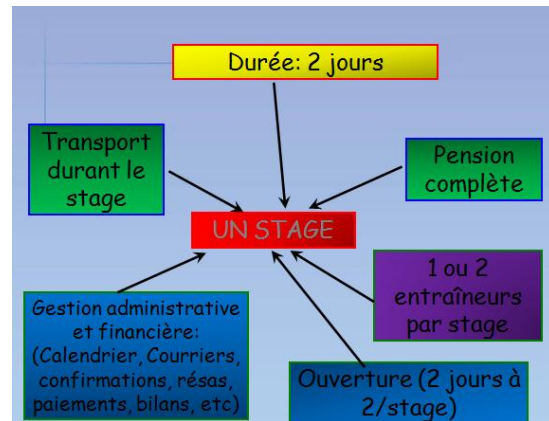 Durée: 2 jours
Transport
durant le
stage
Pension
complète
UN STAGE
1 ou 2
entraîneurs
par stage
Gestion administrative
et financière:
(Calendrier, Courriers,
confirmations, résas,
paiements, bilans, etc)
Ouverture (2 jours à
2/stage)